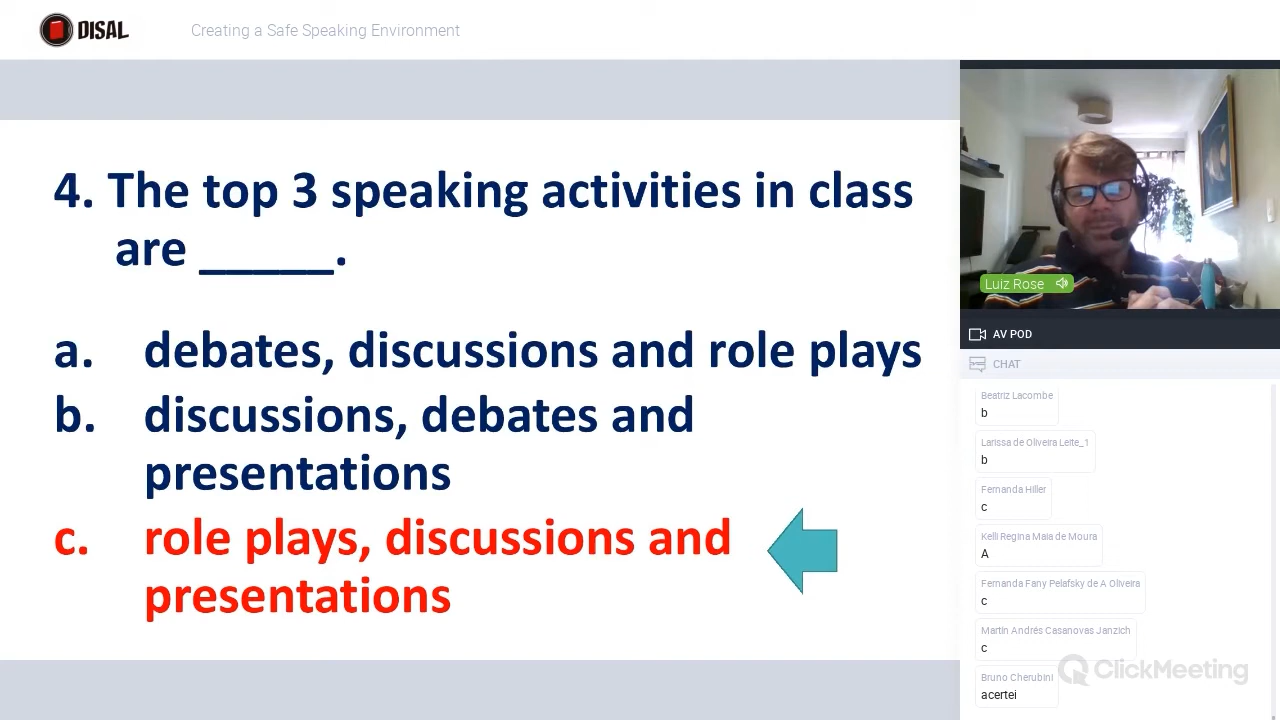 DISAL
Creating a Safe Speaking Environment
4. The top 3 speaking activities in class
are _____.
a. debates, discussions and role plays
b. discussions, debates and
presentations
c. role plays, discussions and
presentations
Luiz Rose
AV POD
CHAT
Beatriz Lacombe
b
Larissa de Oliveira Leite_1
b
Fernanda Hiller
c
Kelli Regina Maia de Moura
A
Fernanda Fany Pelafsky de A Oliveira
c
Martín Andrés Casanovas Janzich
c
Bruno Cherubini
acertei
ClickMeeting